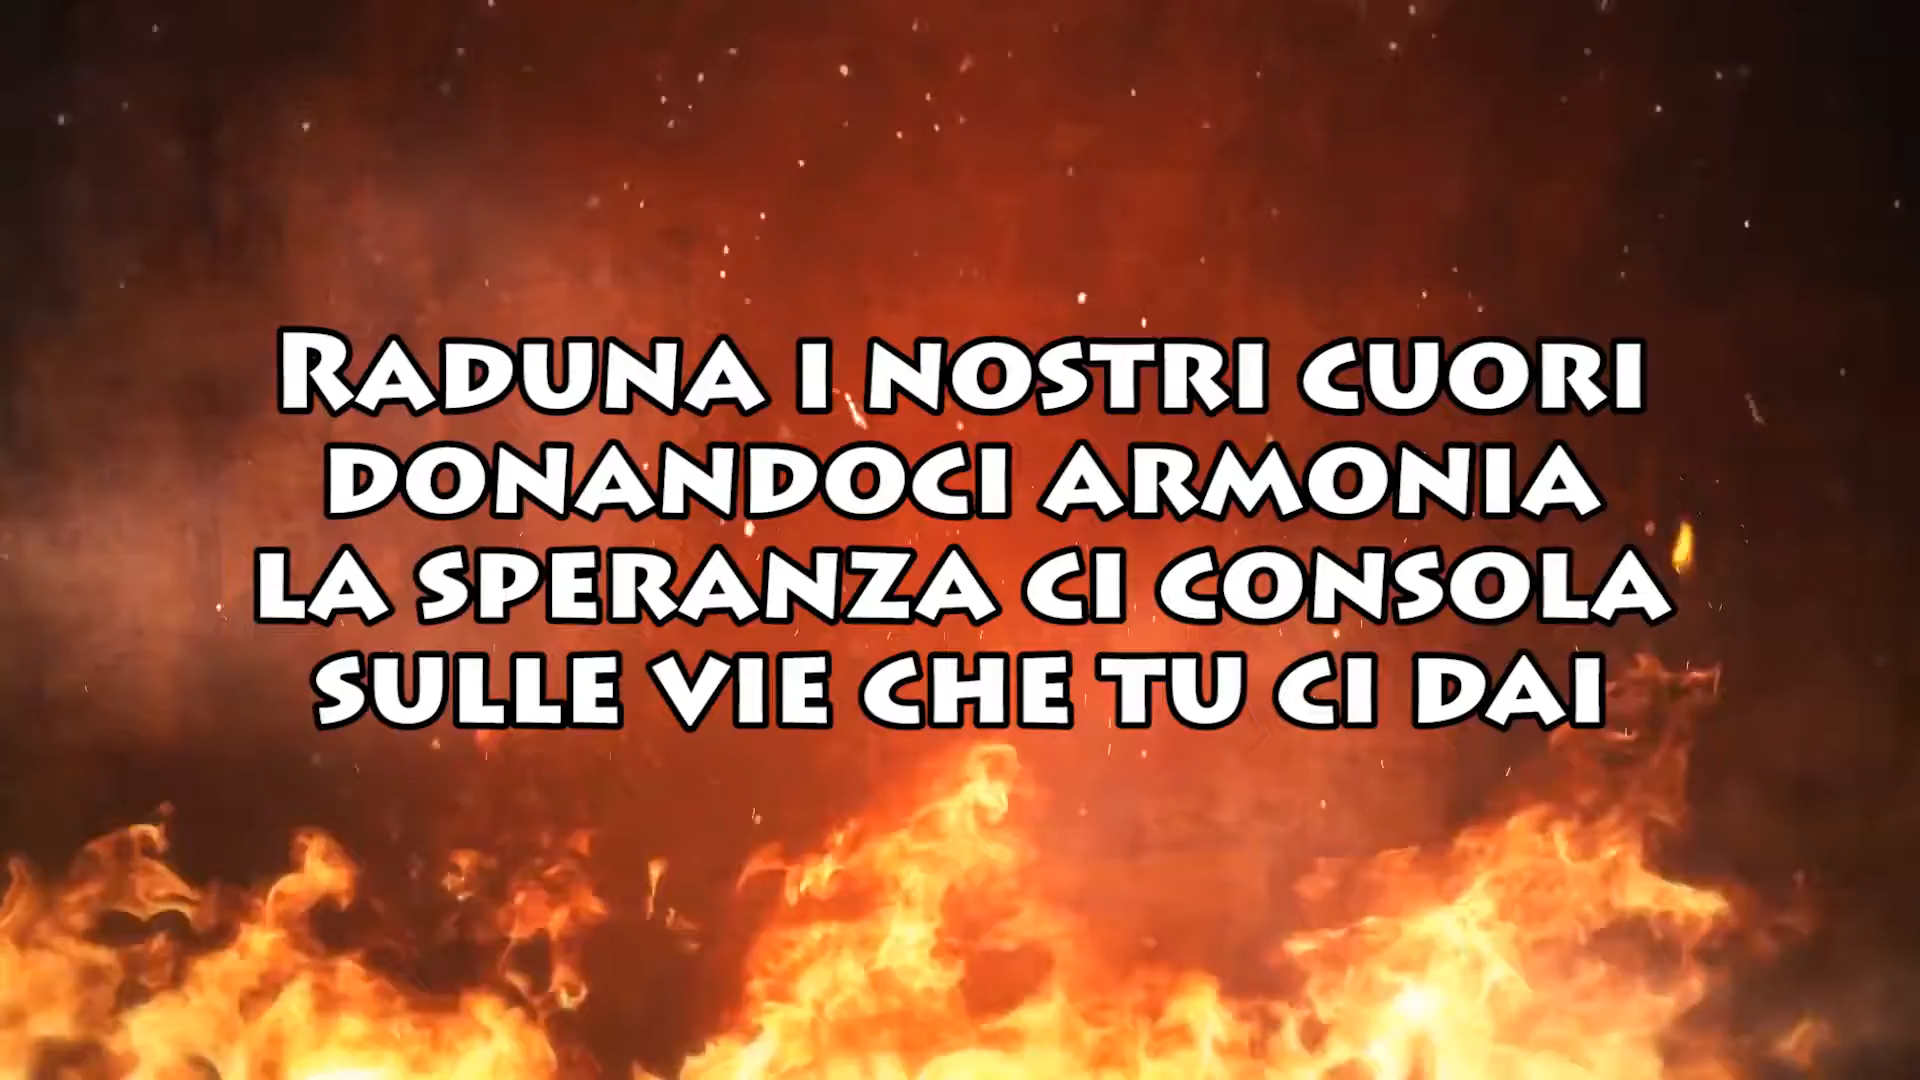 Raduna i nostri cuori
donandoci armonia
la speranza ci consola
sulle vie che tu ci dai